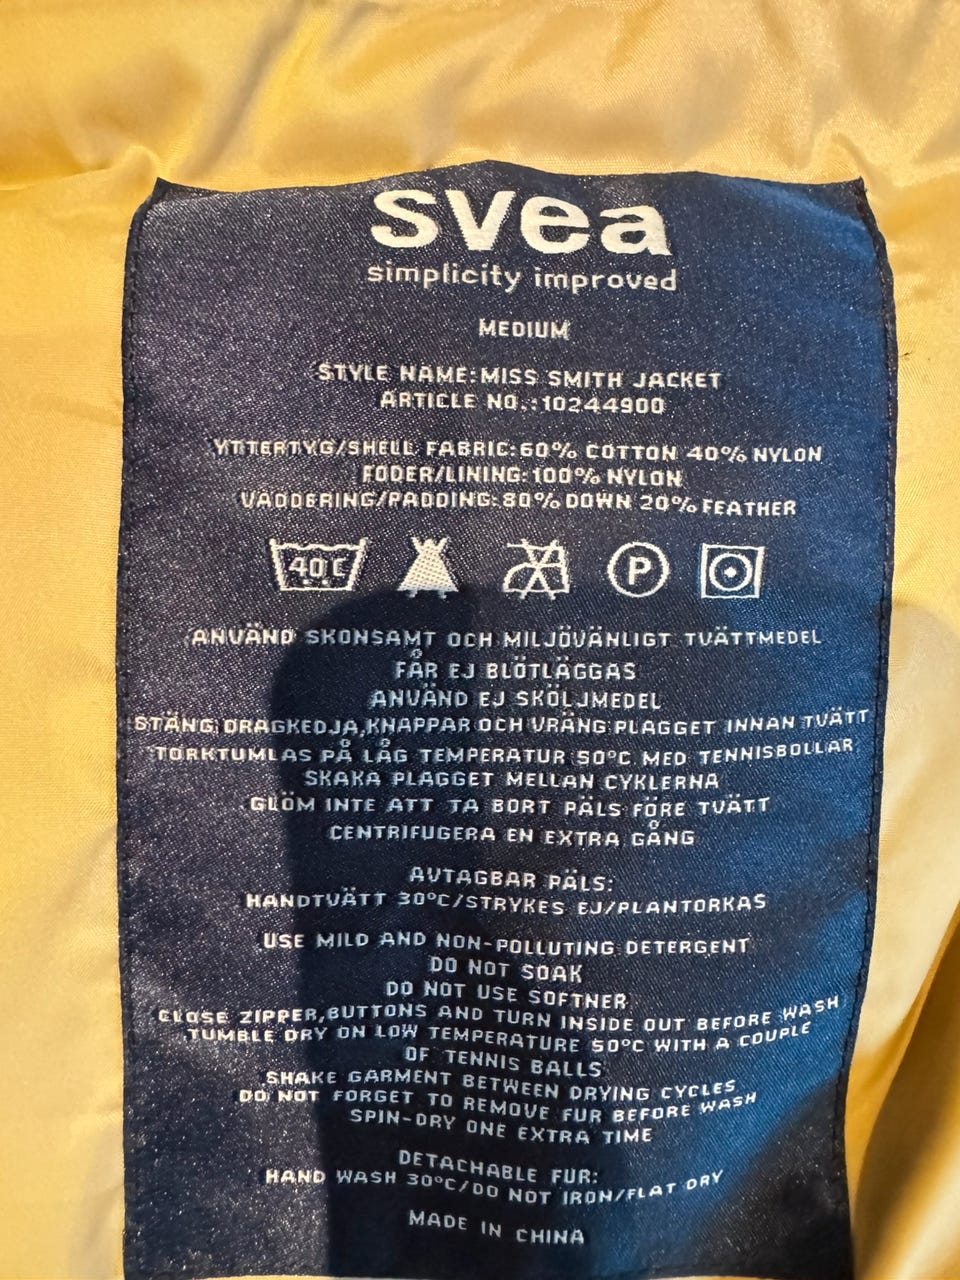 svea
simplicity improved
MEDIUM
STYLE NAME:MISS SMITH JACKET
ARTICLE NO.:10244900
YTTERTYG/SHELL FABRIC:60% COTTON 40% NYLON
FODER/LINING:100% NYLON
VADDERING/PADDING:80% DOWN 20% FEATHER
40°C P
ANVÄND SKONSAMT OCH MILJÖVÄNLIGT TVÄTTMEDEL
FÅR EJ BLÖTLÄGGAS
ANVÄND EJ SKÖLJMEDEL
STÄNG DRAGKEDJA,KNAPPAR OCH VRÄNG PLAGGET INNAN TVÄTT
TORKTUMLAS PÅ LÅG TEMPERATUR 50°C MED TENNISBOLLAR
SKAKA PLAGGET MELLAN CYKLERNA
GLÖM INTE ATT TA BORT PÄLS FÖRE TVÄTT
CENTRIFUGERA EN EXTRA GÅNG
AVTAGBAR PÄLS:
HANDTVÄTT 30°C/STRYKES EJ/PLANTORKAS
USE MILD AND NON-POLLUTING DETERGENT
DO NOT SOAK
DO NOT USE SOFTNER
CLOSE ZIPPER,BUTTONS AND TURN INSIDE OUT BEFORE WASH
TUMBLE DRY ON LOW TEMPERATURE 50°C WITH A COUPLE
OF TENNIS BALLS
SHAKE GARMENT BETWEEN DRYING CYCLES
DO NOT FORGET TO REMOVE FUR BEFORE WASH
SPIN-DRY ONE EXTRA TIME
DETACHABLE FUR:
HAND WASH 30°C/DO NOT IRON/FLAT DRY
MADE IN CHINA